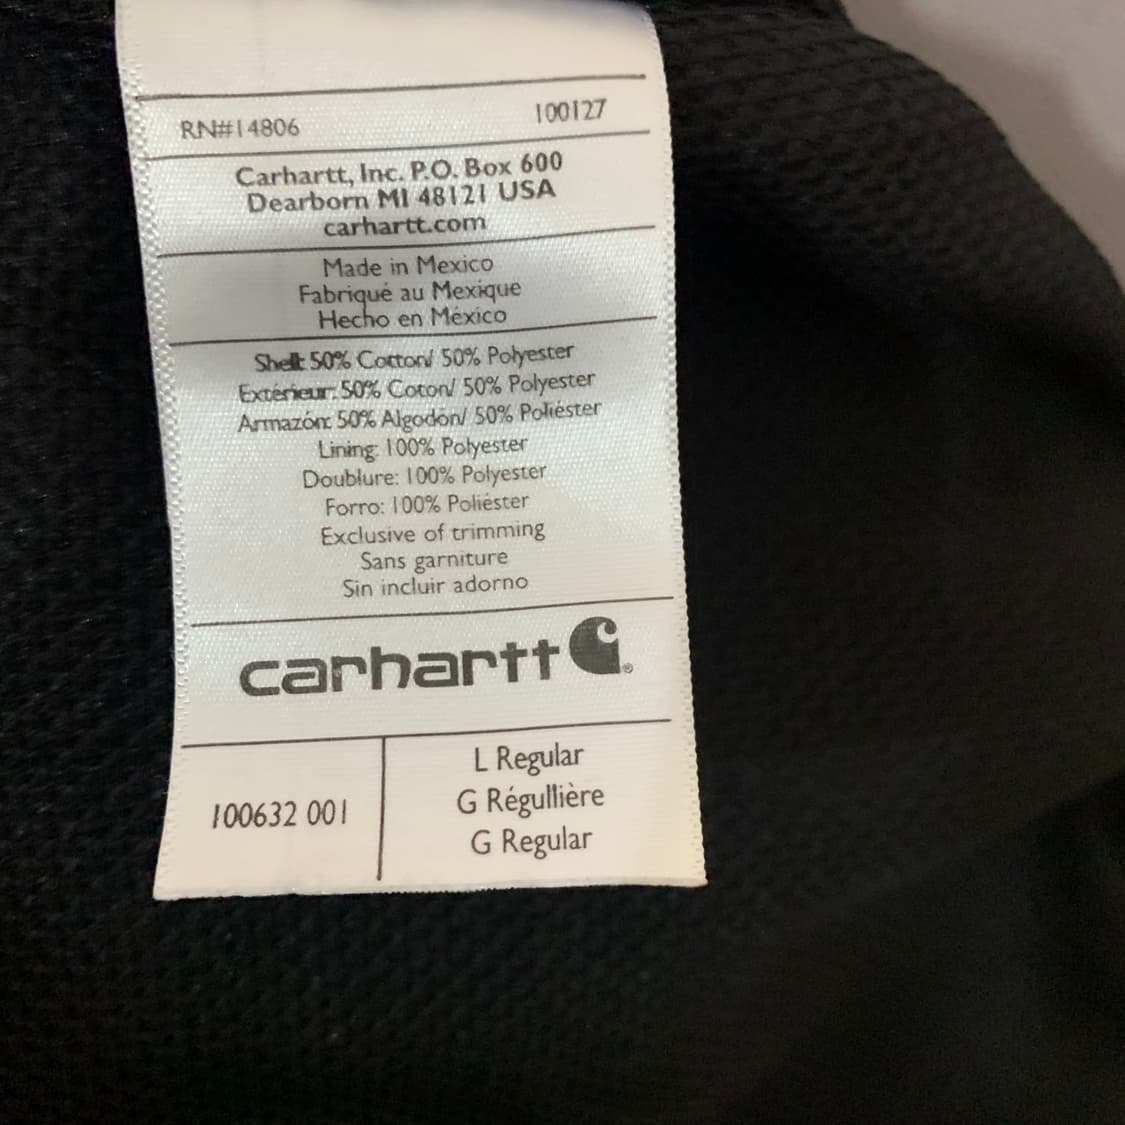 RN#14806 100127
Carhartt, Inc. P.O. Box 600
Dearborn MI 48121 USA
carhartt.com
Made in Mexico
Fabriqué au Mexique
Hecho en México
Shell: 50% Cotton/ 50% Polyester
Extérieur: 50% Coton/ 50% Polyester
Armazón: 50% Algodón/ 50% Poliéster
Lining: 100% Polyester
Doublure: 100% Polyester
Forro: 100% Poliéster
Exclusive of trimming
Sans garniture
Sin incluir adorno
carhartt ®
100632 001
L Regular
G Régullière
G Regular